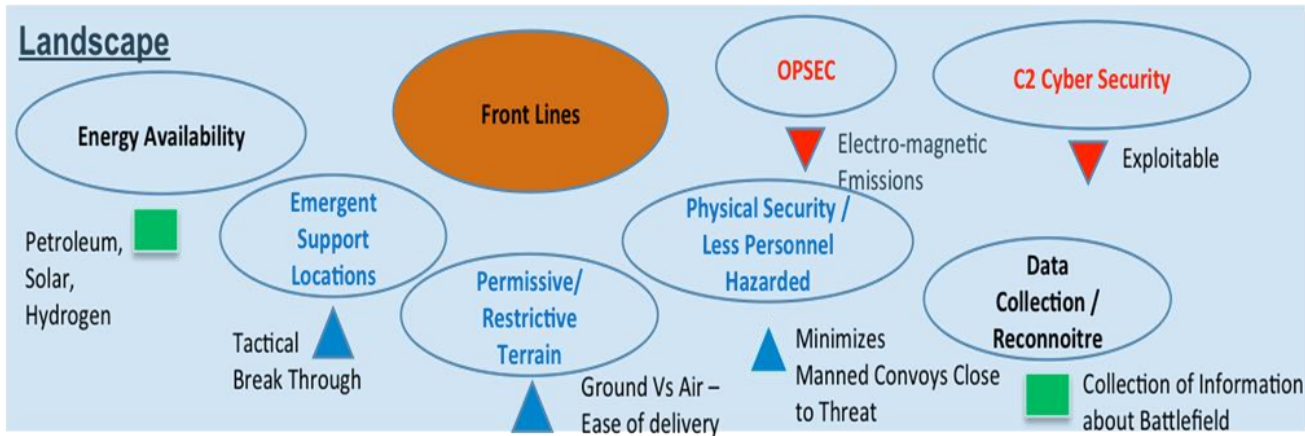 Landscape
Energy Availability
Front Lines
OPSEC
C2 Cyber Security
Electro-magnetic
Emissions
Exploitable
Petroleum,
Solar,
Hydrogen
Emergent
Support
Locations
Tactical
Break Through
Permissive/
Restrictive
Terrain
Ground Vs Air –
Ease of delivery
Physical Security /
Less Personnel
Hazarded
Minimizes
Manned Convoys Close
to Threat
Data
Collection /
Reconnoitre
Collection of Information
about Battlefield